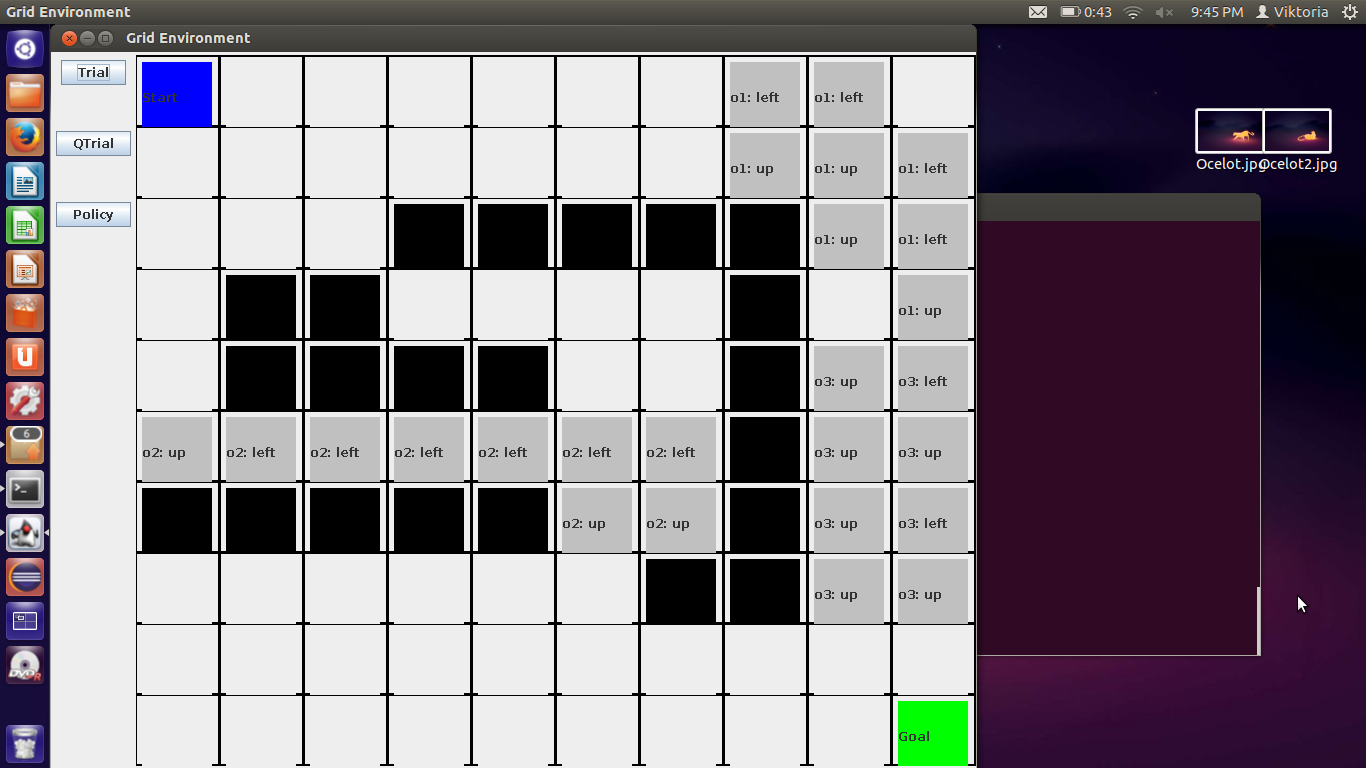 Grid Environment
0:43
9:45 PM
Viktoria
Grid Environment
Trial
Start
o1: left
o1: left
QTrial
o1: up
o1: up
o1: left
Policy
o1: up
o1: left
o1: up
o3: up
o3: left
o2: up
o2: left
o2: left
o2: left
o2: left
o2: left
o2: left
o3: up
o3: up
o2: up
o2: up
o3: up
o3: left
o3: up
o3: up
Goal
Ocelot.jpg
Ocelot2.jpg
6
DVD R